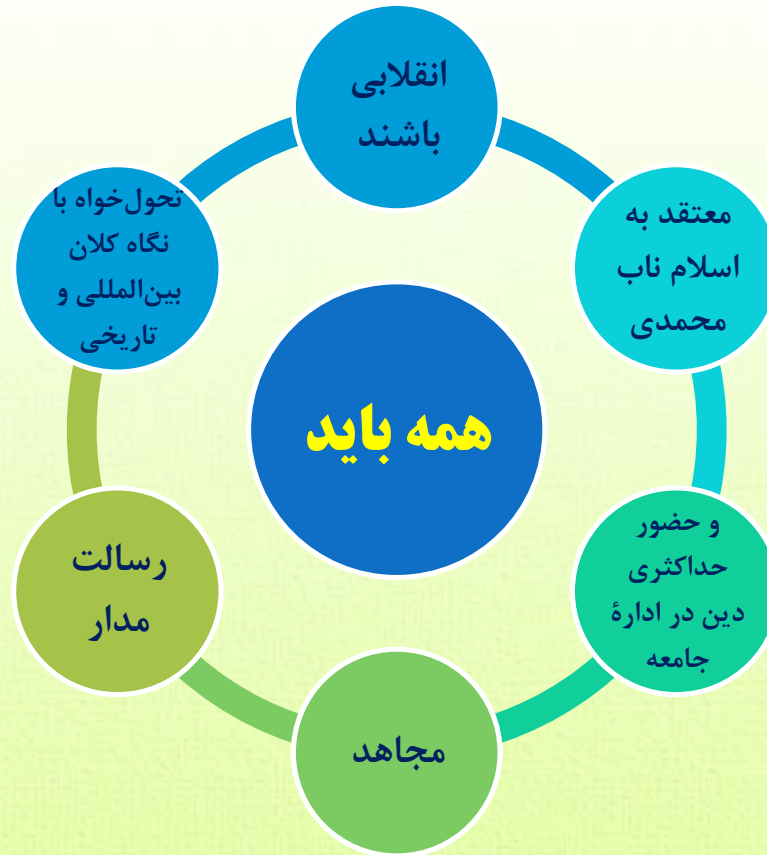 همه باید
انقلابی
باشند
معتقد به
اسلام ناب
محمدی
و حضور
حداکثری
دین در ادارهٔ
جامعه
مجاهد
رسالت
مدار
تحول‌خواه با
نگاه کلان
بین‌المللی و
تاریخی